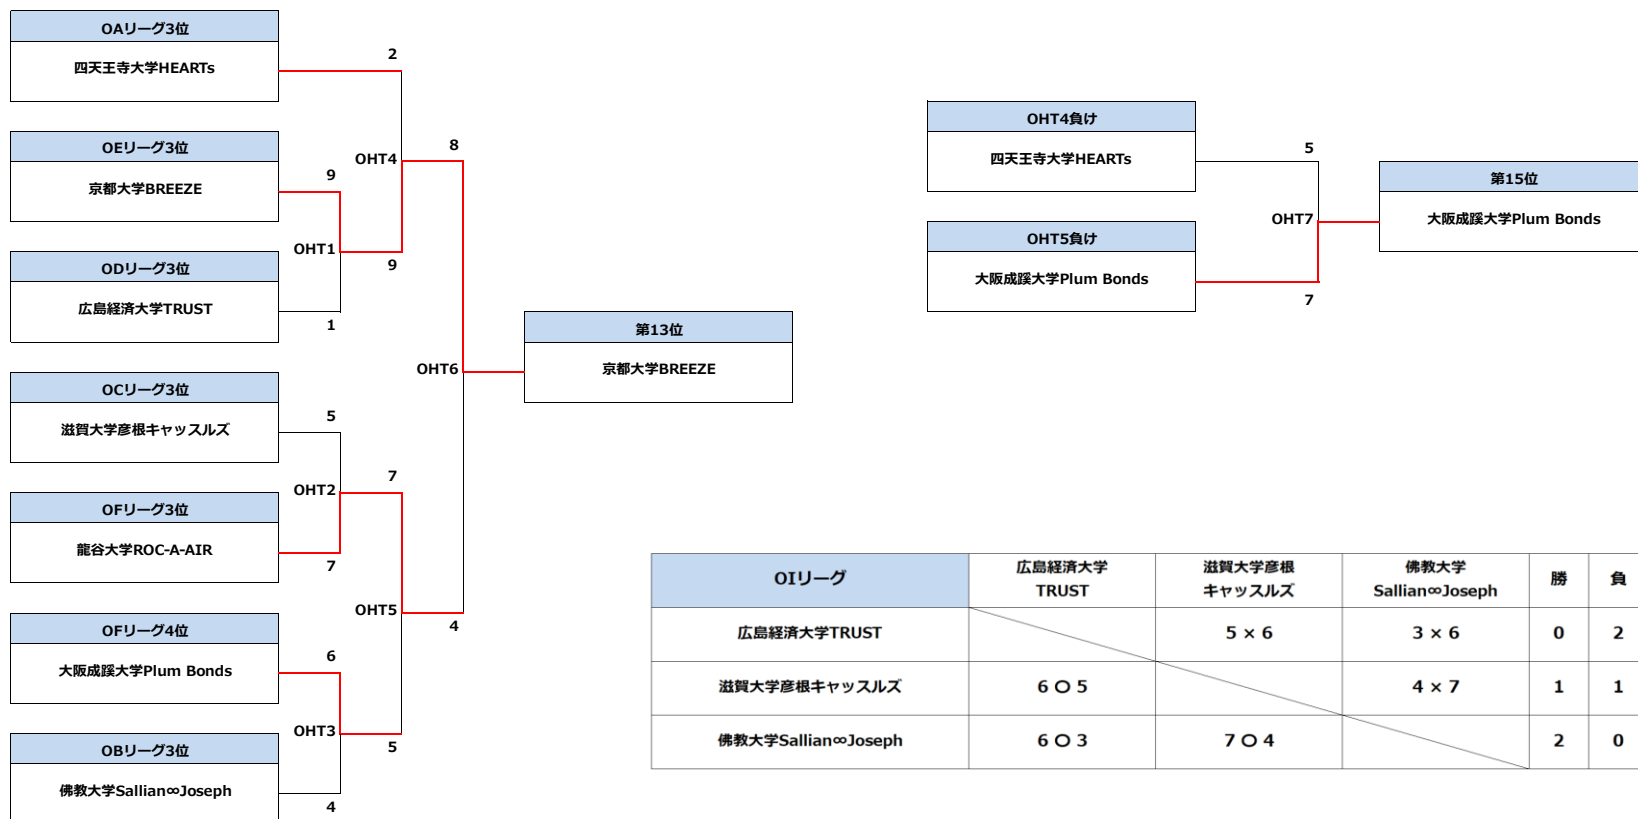 OAリーグ3位
四天王寺大学HEARTs
2
OEリーグ3位
京都大学BREEZE
9
OHT4
8
ODリーグ3位
広島経済大学TRUST
OHT1
9
1
OCリーグ3位
滋賀大学彦根キャッスルズ
5
OHT6
第13位
京都大学BREEZE
OFリーグ3位
龍谷大学ROC-A-AIR
OHT2
7
7
OFリーグ4位
大阪成蹊大学Plum Bonds
6
OHT5
4
OBリーグ3位
佛教大学Sallian∞Joseph
OHT3
5
4
OHT4負け
四天王寺大学HEARTs
5
OHT5負け
大阪成蹊大学Plum Bonds
OHT7
7
第15位
大阪成蹊大学Plum Bonds
OIリーグ 広島経済大学 TRUST 滋賀大学彦根 キャッスルズ 佛教大学 Sallian∞Joseph 勝 負
広島経済大学TRUST 5 × 6 3 × 6 0 2
滋賀大学彦根キャッスルズ 6 〇 5 4 × 7 1 1
佛教大学Sallian∞Joseph 6 〇 3 7 〇 4 2 0